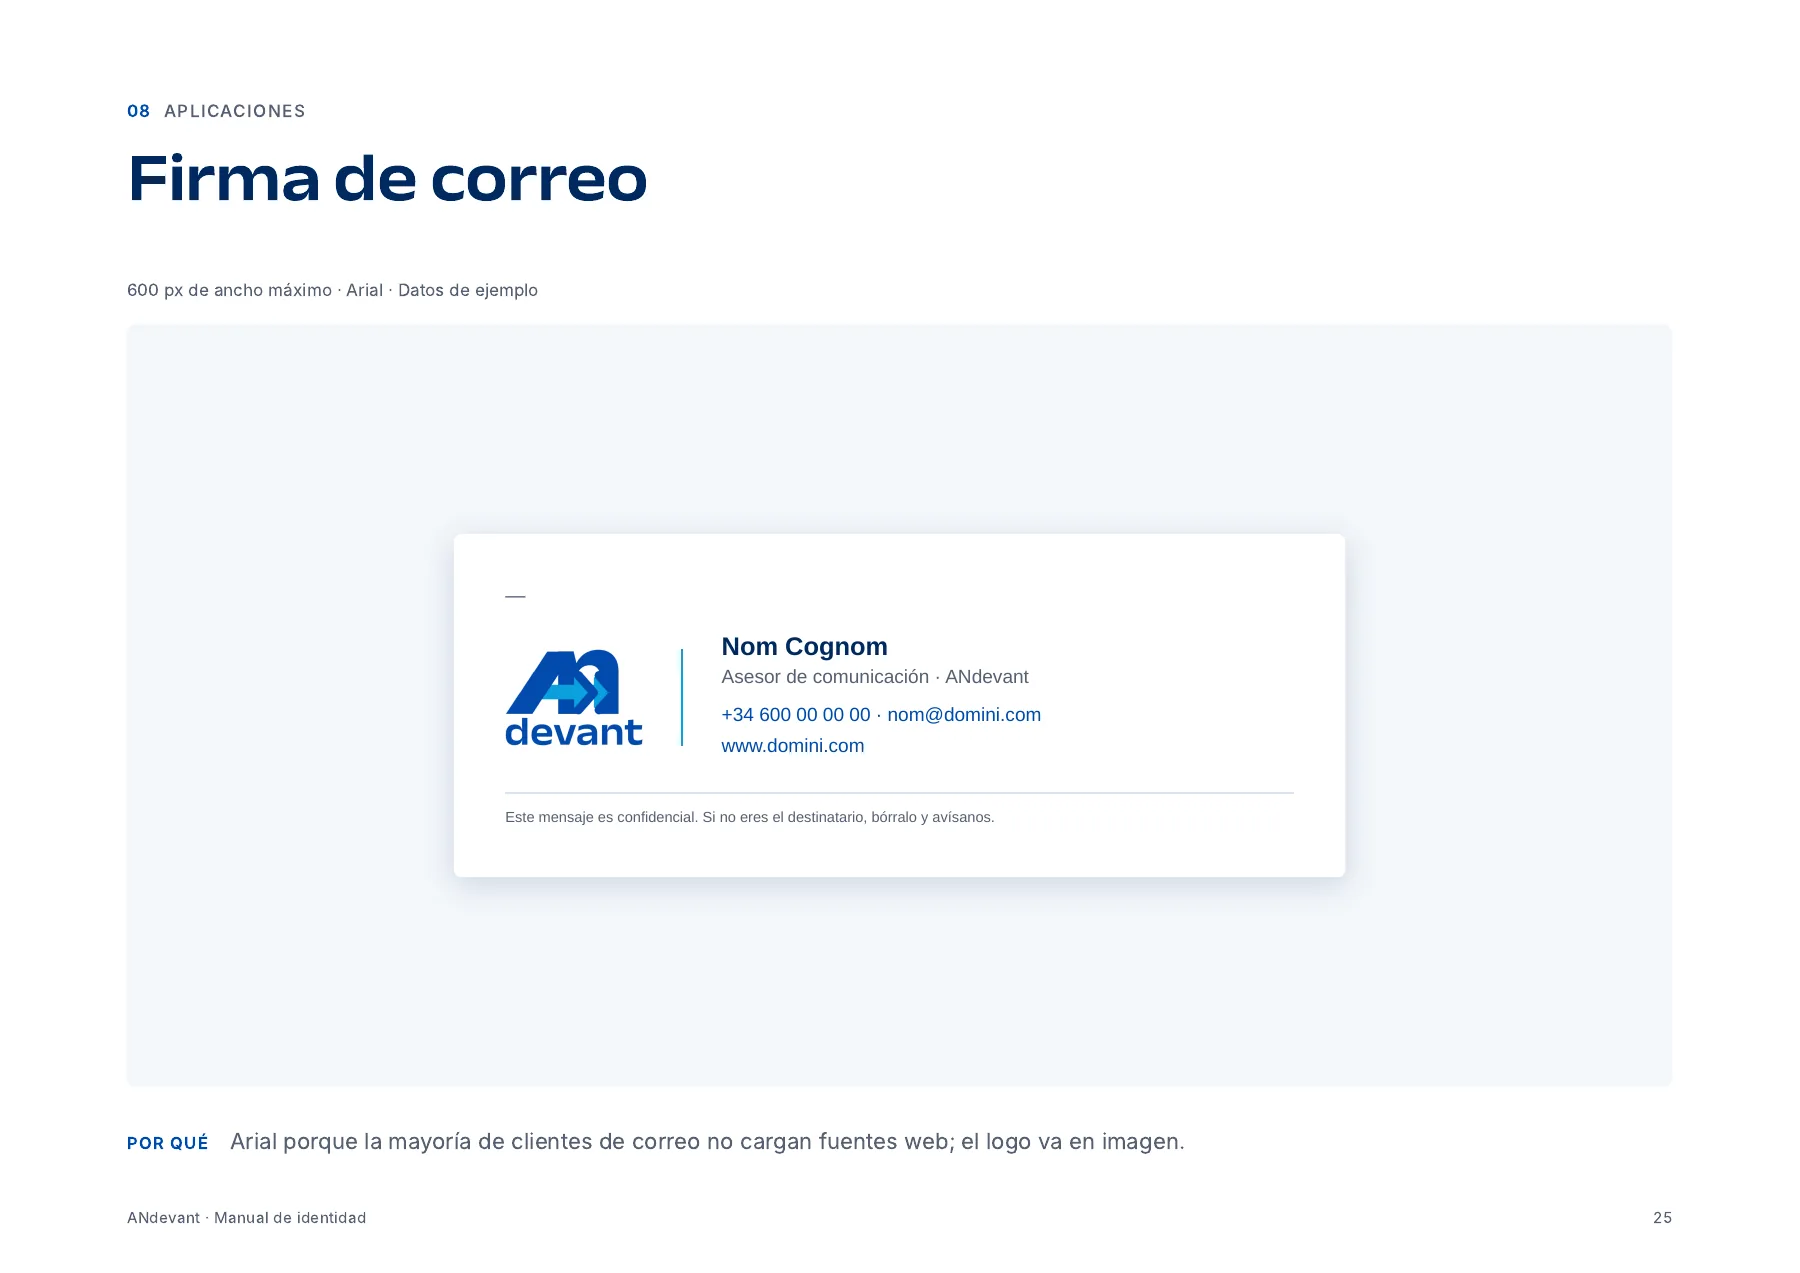 08 APLICACIONES
Firma de correo
600 px de ancho máximo · Arial · Datos de ejemplo
—
AN
devant
Nom Cognom
Asesor de comunicación · ANdevant
+34 600 00 00 00 · nom@domini.com
www.domini.com
Este mensaje es confidencial. Si no eres el destinatario, bórralo y avísanos.
POR QUÉ Arial porque la mayoría de clientes de correo no cargan fuentes web; el logo va en imagen.
ANdevant · Manual de identidad
25